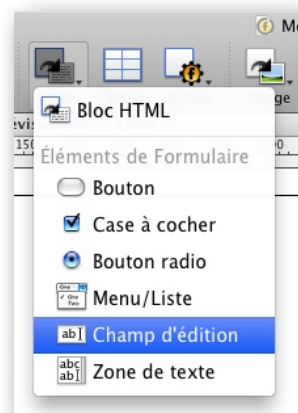 Bloc HTML
Éléments de Formulaire
Bouton
Case à cocher
Bouton radio
Menu/Liste
Champ d'édition
Zone de texte